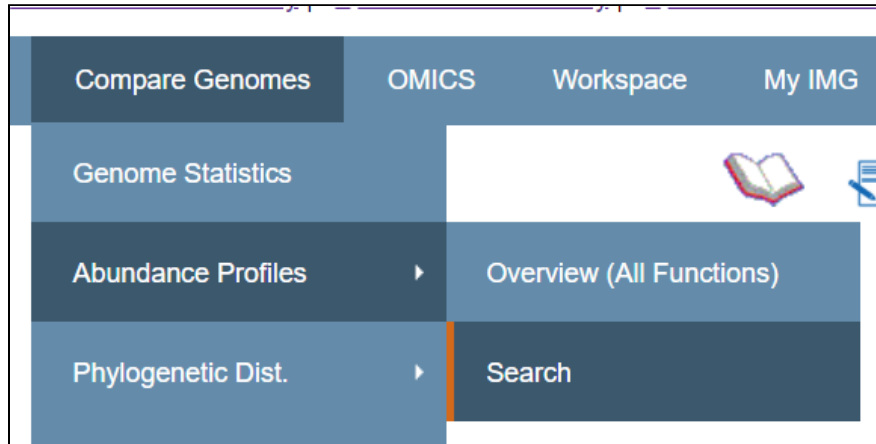 Compare Genomes OMICS Workspace My IMG
Genome Statistics
Abundance Profiles Overview (All Functions)
Phylogenetic Dist. Search